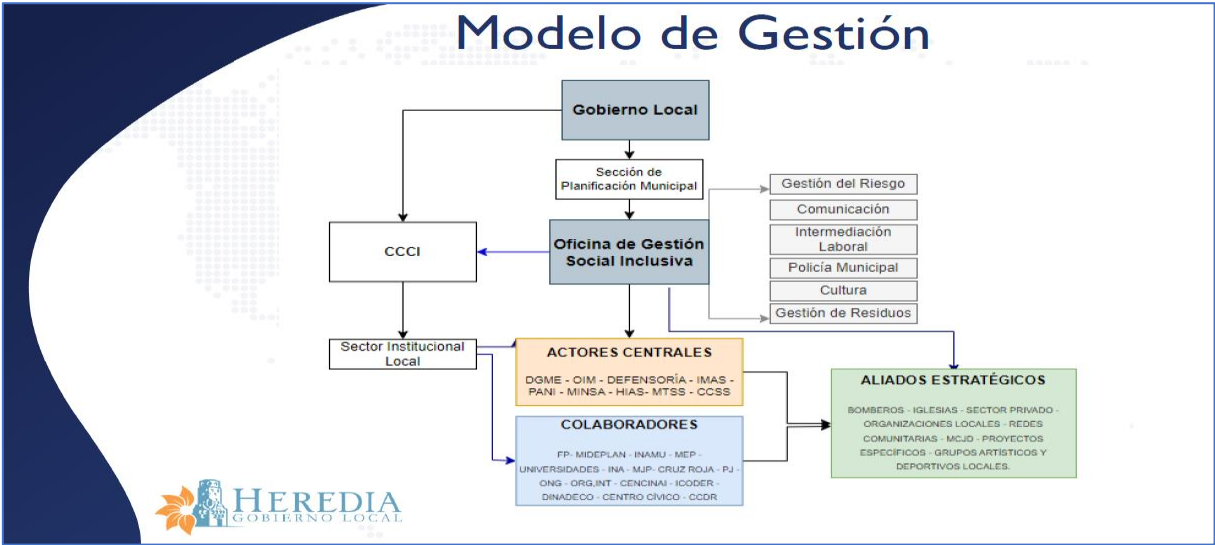 Modelo de Gestión
Gobierno Local
Sección de
Planificación Municipal
CCCI
Oficina de Gestión
Social Inclusiva
Gestión del Riesgo
Comunicación
Intermediación
Laboral
Policía Municipal
Cultura
Gestión de Residuos
Sector Institucional
Local
ACTORES CENTRALES
DGME - OIM - DEFENSORÍA - IMAS -
PANI - MINSA - HIAS- MTSS - CCSS
COLABORADORES
FP- MIDEPLAN - INAMU - MEP -
UNIVERSIDADES - INA - MJP- CRUZ ROJA - PJ -
ONG - ORG,INT - CENCINAI - ICODER -
DINADECO - CENTRO CÍVICO - CCDR
ALIADOS ESTRATÉGICOS
BOMBEROS - IGLESIAS - SECTOR PRIVADO -
ORGANIZACIONES LOCALES - REDES
COMUNITARIAS - MCJD - PROYECTOS
ESPECÍFICOS - GRUPOS ARTÍSTICOS Y
DEPORTIVOS LOCALES.
HEREDIA
GOBIERNO LOCAL